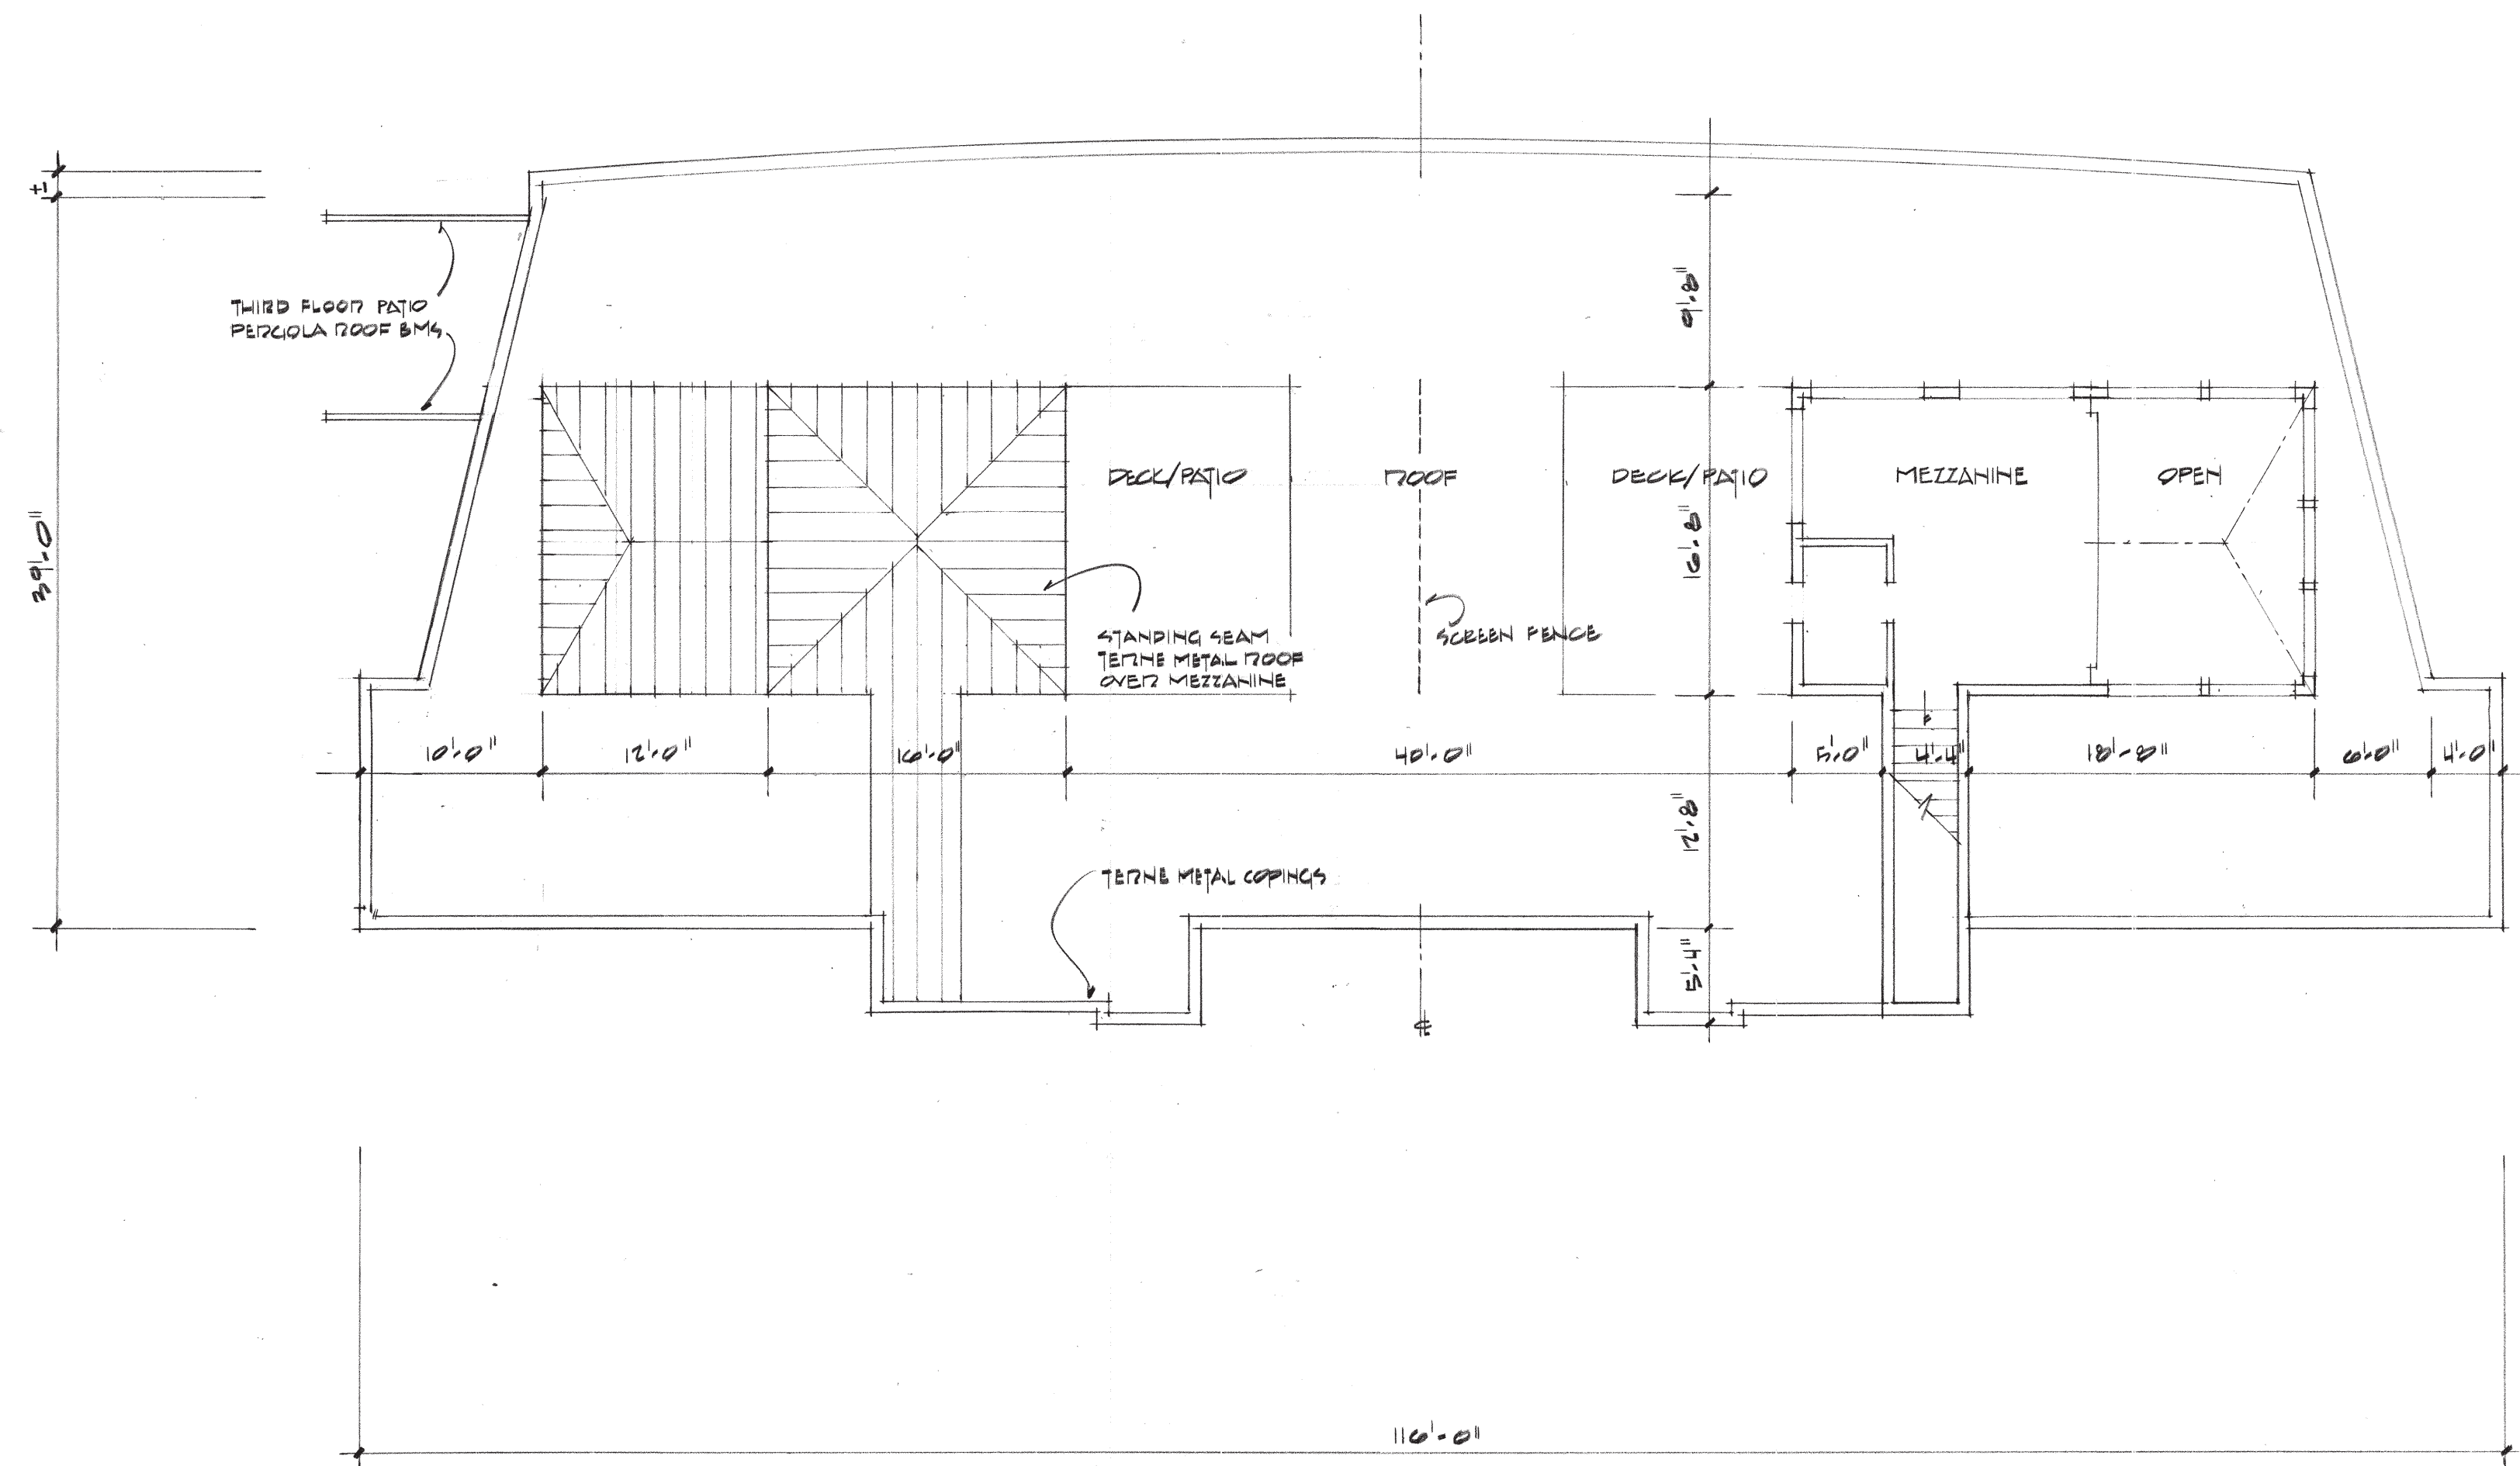 ±
THIRD FLOOR PATIO
PERGOLA ROOF BMS
9'-8"
39'-0"
DECK/PATIO
ROOF
DECK/PATIO
MEZZANINE
OPEN
16'-8"
STANDING SEAM
TERNE METAL ROOF
OVER MEZZANINE
SCREEN FENCE
10'-0"
12'-0"
16'-0"
40'-0"
5'-0"
4'-4"
18'-8"
6'-0"
4'-0"
12'-8"
TERNE METAL COPINGS
5'-4"
℄
116'-0"